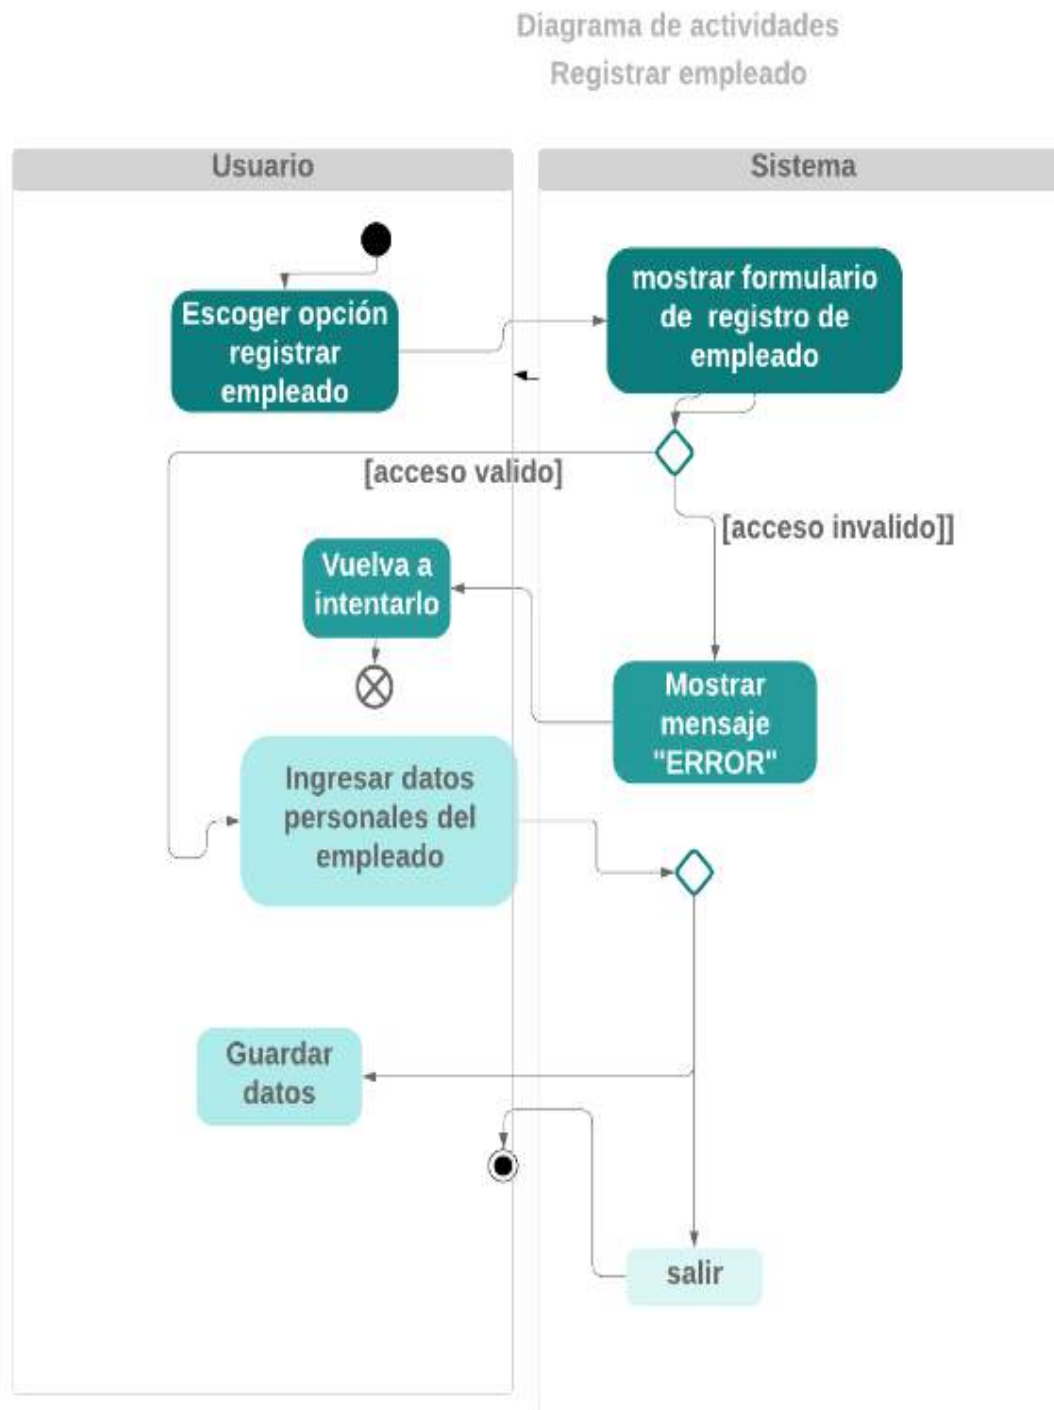 Diagrama de actividades
Registrar empleado
Usuario
Sistema
Escoger opción
registrar
empleado
mostrar formulario
de registro de
empleado
[acceso valido]
[acceso invalido]]
Vuelva a
intentarlo
Mostrar
mensaje
"ERROR"
Ingresar datos
personales del
empleado
Guardar
datos
salir